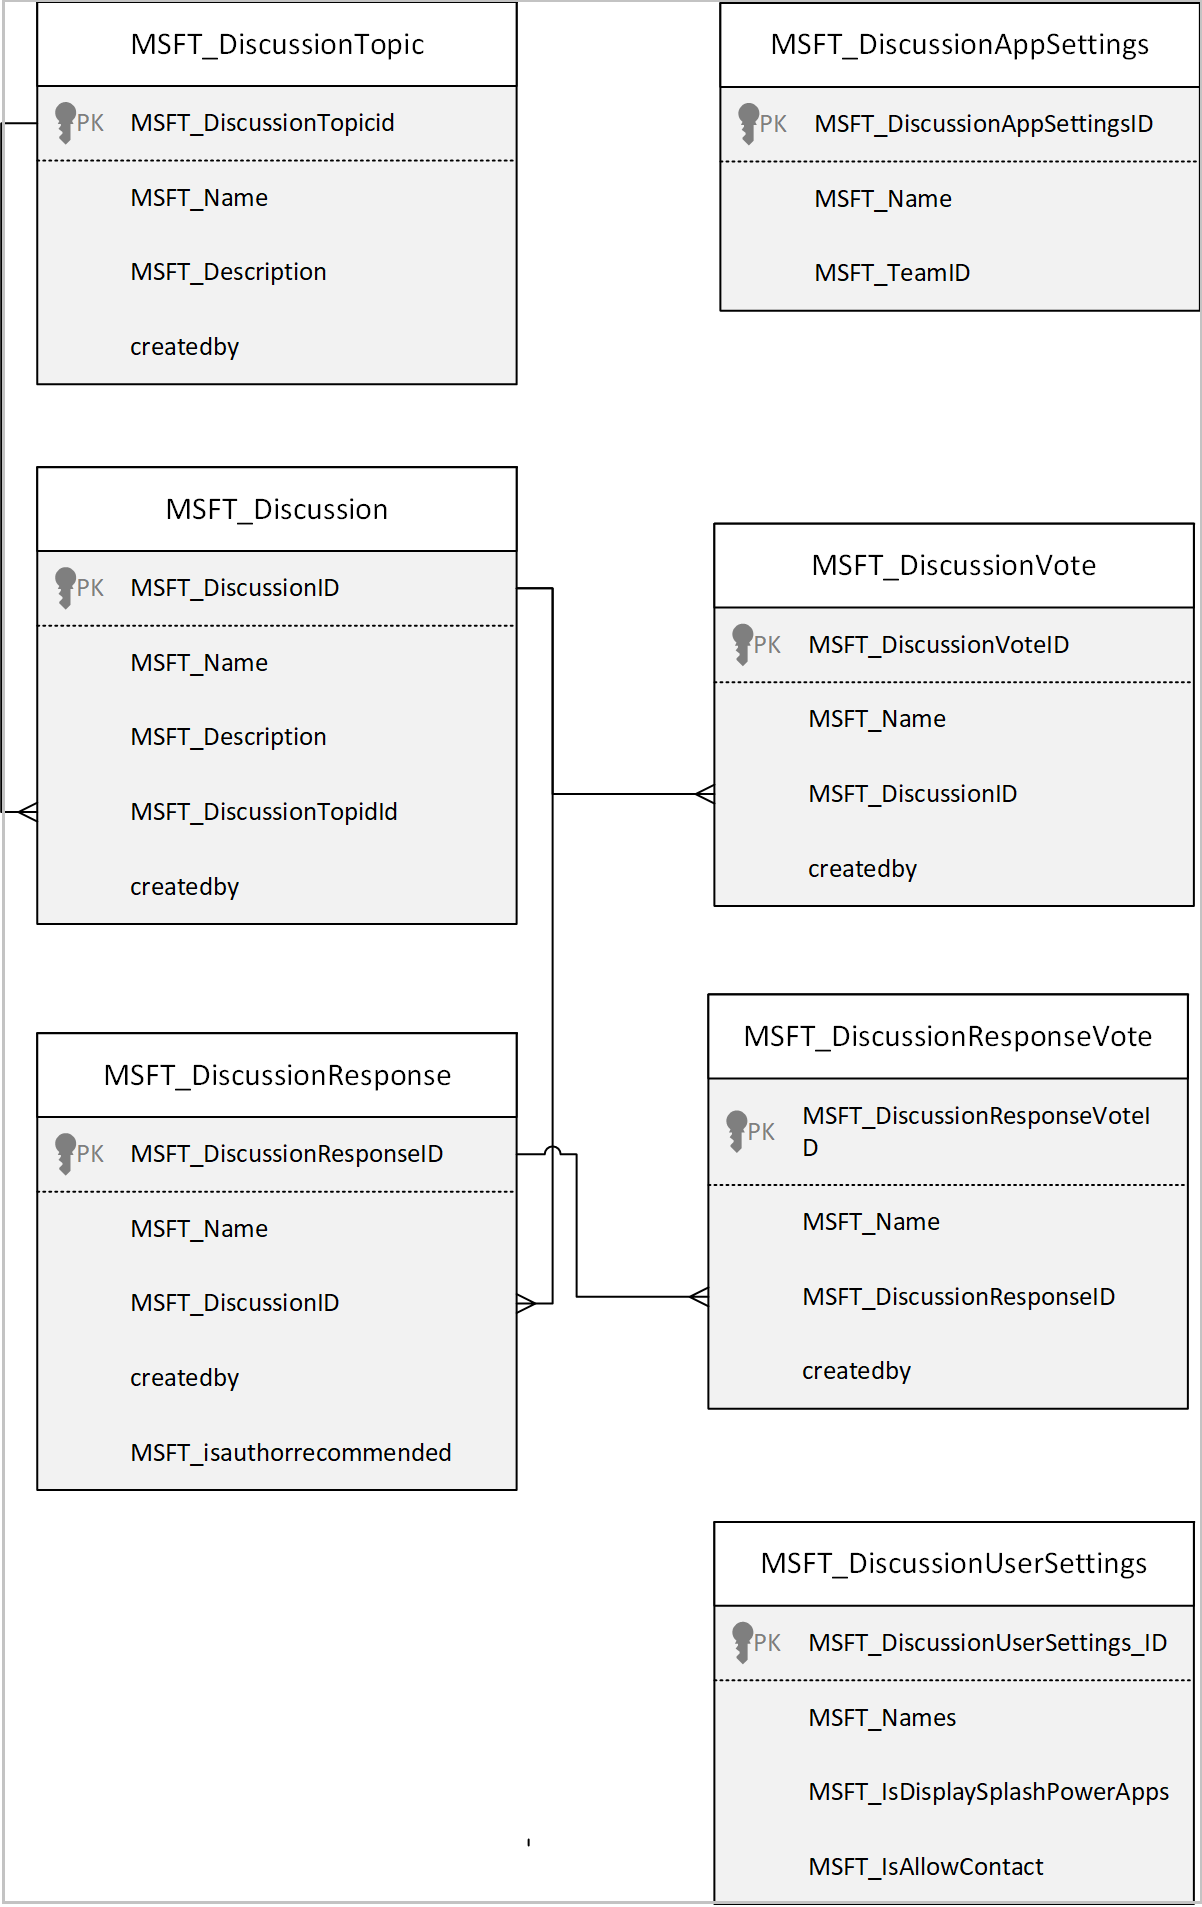 MSFT_DiscussionTopic
PK MSFT_DiscussionTopicid
MSFT_Name
MSFT_Description
createdby
MSFT_DiscussionAppSettings
PK MSFT_DiscussionAppSettingsID
MSFT_Name
MSFT_TeamID
MSFT_Discussion
PK MSFT_DiscussionID
MSFT_Name
MSFT_Description
MSFT_DiscussionTopidId
createdby
MSFT_DiscussionVote
PK MSFT_DiscussionVoteID
MSFT_Name
MSFT_DiscussionID
createdby
MSFT_DiscussionResponse
PK MSFT_DiscussionResponseID
MSFT_Name
MSFT_DiscussionID
createdby
MSFT_isauthorrecommended
MSFT_DiscussionResponseVote
PK MSFT_DiscussionResponseVoteI
D
MSFT_Name
MSFT_DiscussionResponseID
createdby
MSFT_DiscussionUserSettings
PK MSFT_DiscussionUserSettings_ID
MSFT_Names
MSFT_IsDisplaySplashPowerApps
MSFT_IsAllowContact